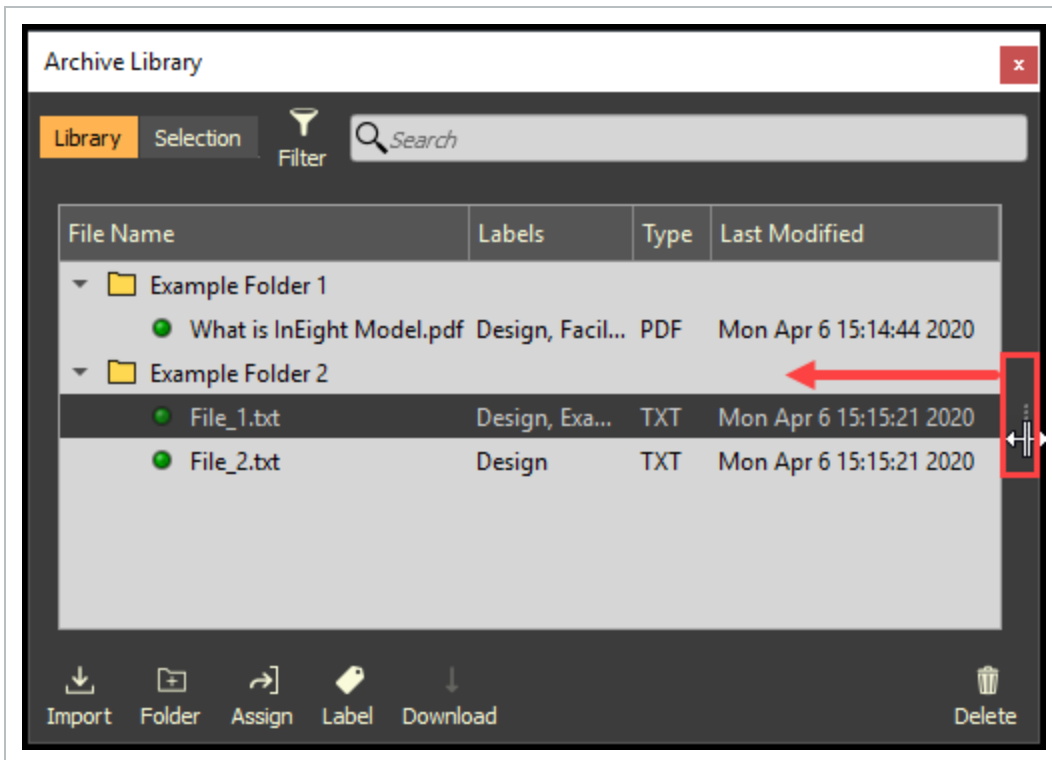 Archive Library
x
Library Selection Filter Search
File Name Labels Type Last Modified
Example Folder 1
What is InEight Model.pdf Design, Facil... PDF Mon Apr 6 15:14:44 2020
Example Folder 2
File_1.txt Design, Exa... TXT Mon Apr 6 15:15:21 2020
File_2.txt Design TXT Mon Apr 6 15:15:21 2020
Import Folder Assign Label Download Delete